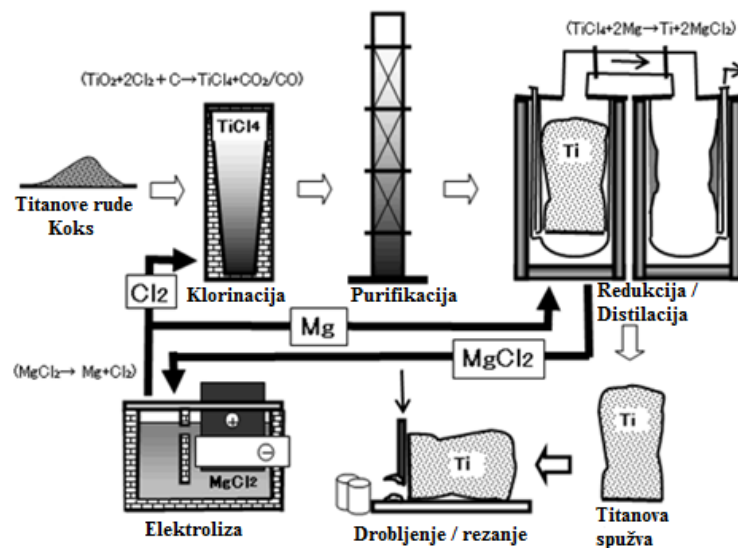 (TiCl4+2Mg→Ti+2MgCl2)
(TiO2+2Cl2+C→TiCl4+CO2/CO)
TiCl4
Ti
Titanove rude
Koks
Klorinacija
Purifikacija
Redukcija /
Distilacija
Cl2
Mg
MgCl2
(MgCl2→ Mg+Cl2)
+
−
MgCl2
Elektroliza
Ti
Drobljenje / rezanje
Ti
Titanova
spužva